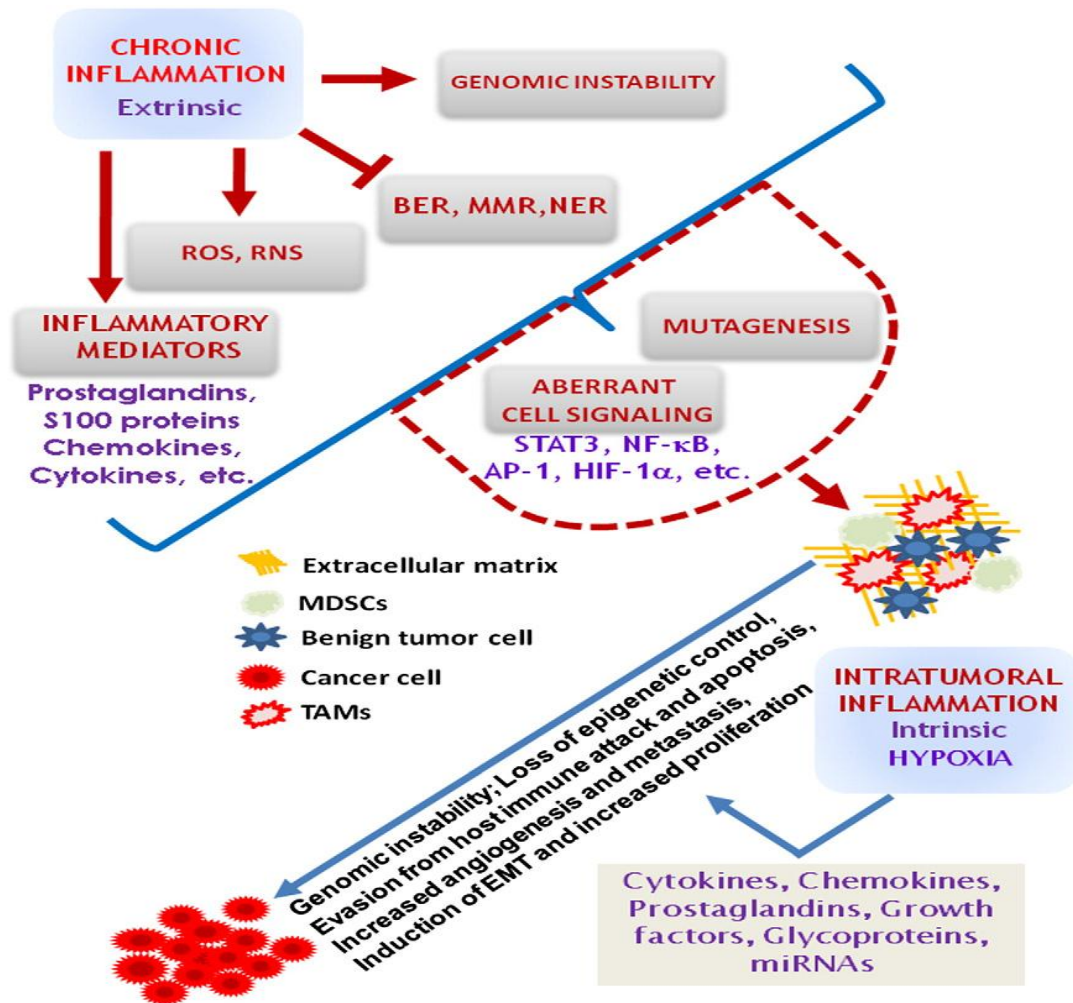 CHRONIC
INFLAMMATION
Extrinsic
GENOMIC INSTABILITY
BER, MMR,NER
ROS, RNS
INFLAMMATORY
MEDIATORS
Prostaglandins,
S100 proteins
Chemokines,
Cytokines, etc.
MUTAGENESIS
ABERRANT
CELL SIGNALING
STAT3, NF-κB,
AP-1, HIF-1α, etc.
Extracellular matrix
MDSCs
Benign tumor cell
Cancer cell
TAMs
Genomic instability; Loss of epigenetic control,
Evasion from host immune attack and apoptosis,
Increased angiogenesis and metastasis,
Induction of EMT and increased proliferation
INTRATUMORAL
INFLAMMATION
Intrinsic
HYPOXIA
Cytokines, Chemokines,
Prostaglandins, Growth
factors, Glycoproteins,
miRNAs